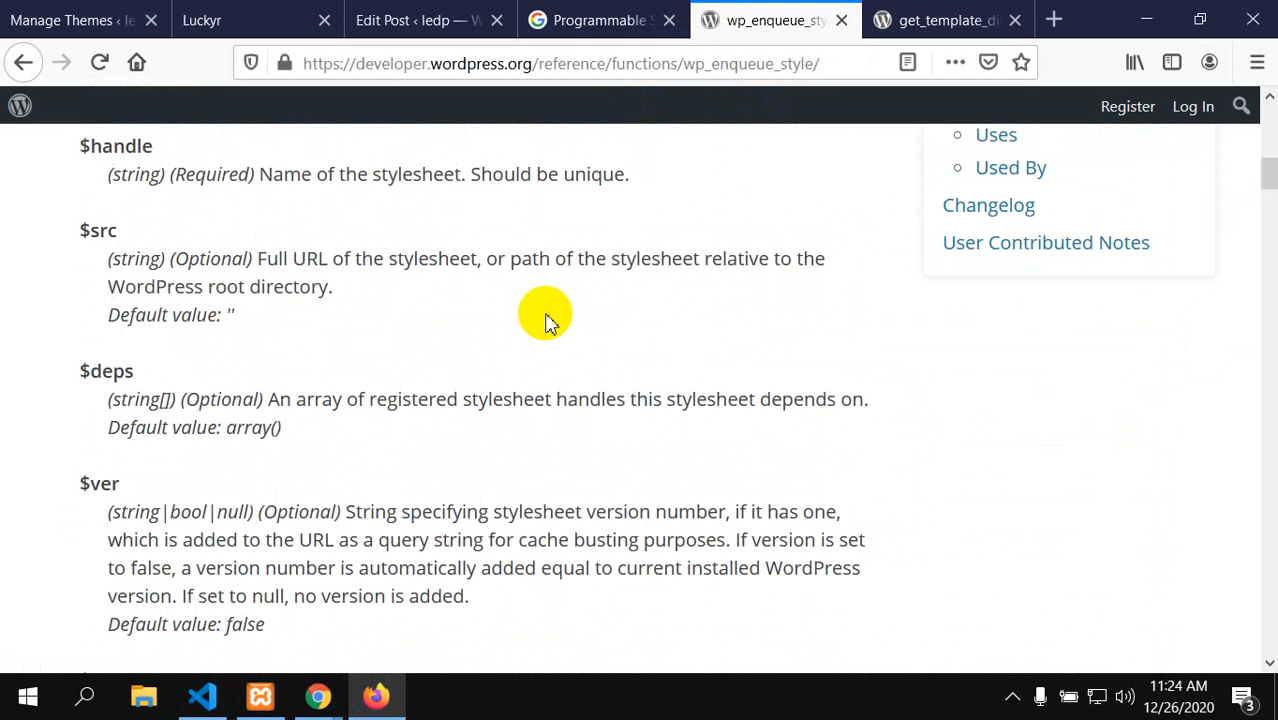 Manage Themes ‹ le
Luckyr
Edit Post ‹ ledp — W
Programmable S
wp_enqueue_sty
get_template_di
https://developer.wordpress.org/reference/functions/wp_enqueue_style/
Register
Log In
$handle
(string) (Required) Name of the stylesheet. Should be unique.
$src
(string) (Optional) Full URL of the stylesheet, or path of the stylesheet relative to the
WordPress root directory.
Default value: ''
$deps
(string[]) (Optional) An array of registered stylesheet handles this stylesheet depends on.
Default value: array()
$ver
(string|bool|null) (Optional) String specifying stylesheet version number, if it has one,
which is added to the URL as a query string for cache busting purposes. If version is set
to false, a version number is automatically added equal to current installed WordPress
version. If set to null, no version is added.
Default value: false
Uses
Used By
Changelog
User Contributed Notes
11:24 AM
12/26/2020
3